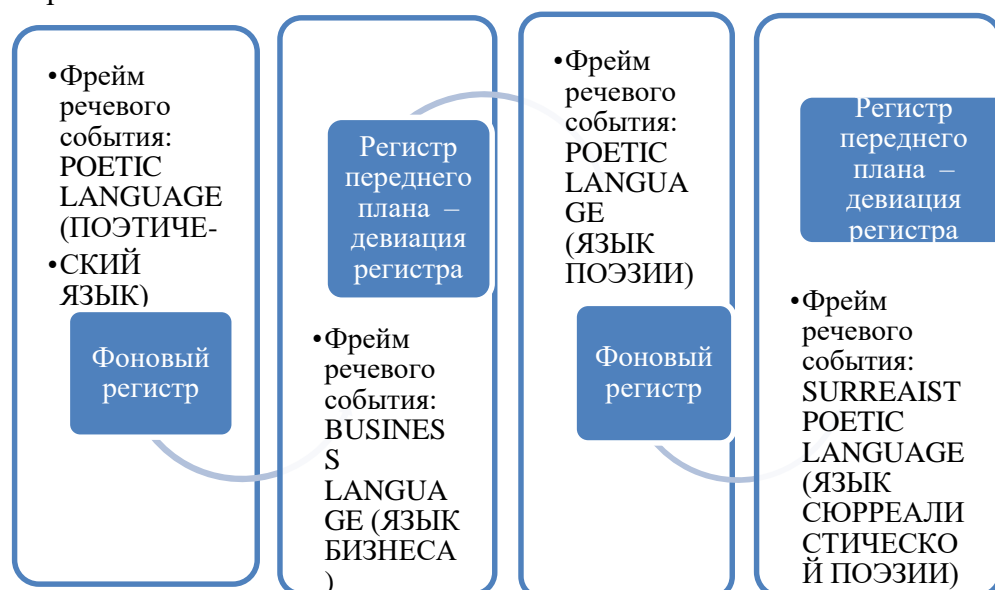 •Фрейм
речевого
события:
POETIC
LANGUAGE
(ПОЭТИЧЕ-
•СКИЙ
ЯЗЫК)
Фоновый
регистр
Регистр
переднего
плана –
девиация
регистра
•Фрейм
речевого
события:
BUSINES
S
LANGUA
GE (ЯЗЫК
БИЗНЕСА
)
•Фрейм
речевого
события:
POETIC
LANGUA
GE
(ЯЗЫК
ПОЭЗИИ)
Фоновый
регистр
Регистр
переднего
плана –
девиация
регистра
•Фрейм
речевого
события:
SURREAIST
POETIC
LANGUAGE
(ЯЗЫК
СЮРРЕАЛИ
СТИЧЕСКО
Й ПОЭЗИИ)